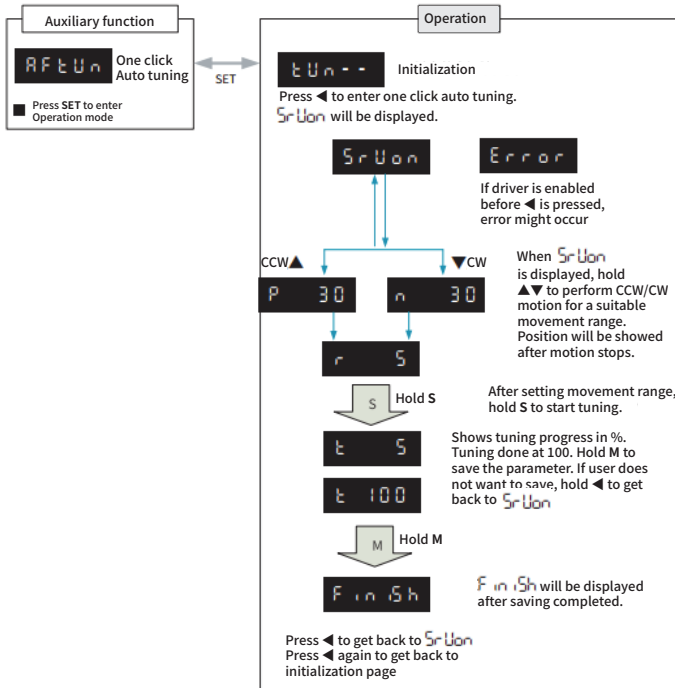 Auxiliary function
AFtUn
One click
Auto tuning
Press SET to enter
Operation mode
SET
Operation
tUn--
Initialization
Press ◀ to enter one click auto tuning.
SrUon will be displayed.
SrUon
Error
If driver is enabled
before ◀ is pressed,
error might occur
CCW▲
▼CW
P 30
n 30
When SrUon
is displayed, hold
▲▼ to perform CCW/CW
motion for a suitable
movement range.
Position will be showed
after motion stops.
r 5
S
Hold S
After setting movement range,
hold S to start tuning.
t 5
t 100
Shows tuning progress in %.
Tuning done at 100. Hold M to
save the parameter. If user does
not want to save, hold ◀ to get
back to SrUon
M
Hold M
FiniSh
FiniSh will be displayed
after saving completed.
Press ◀ to get back to SrUon
Press ◀ again to get back to
initialization page